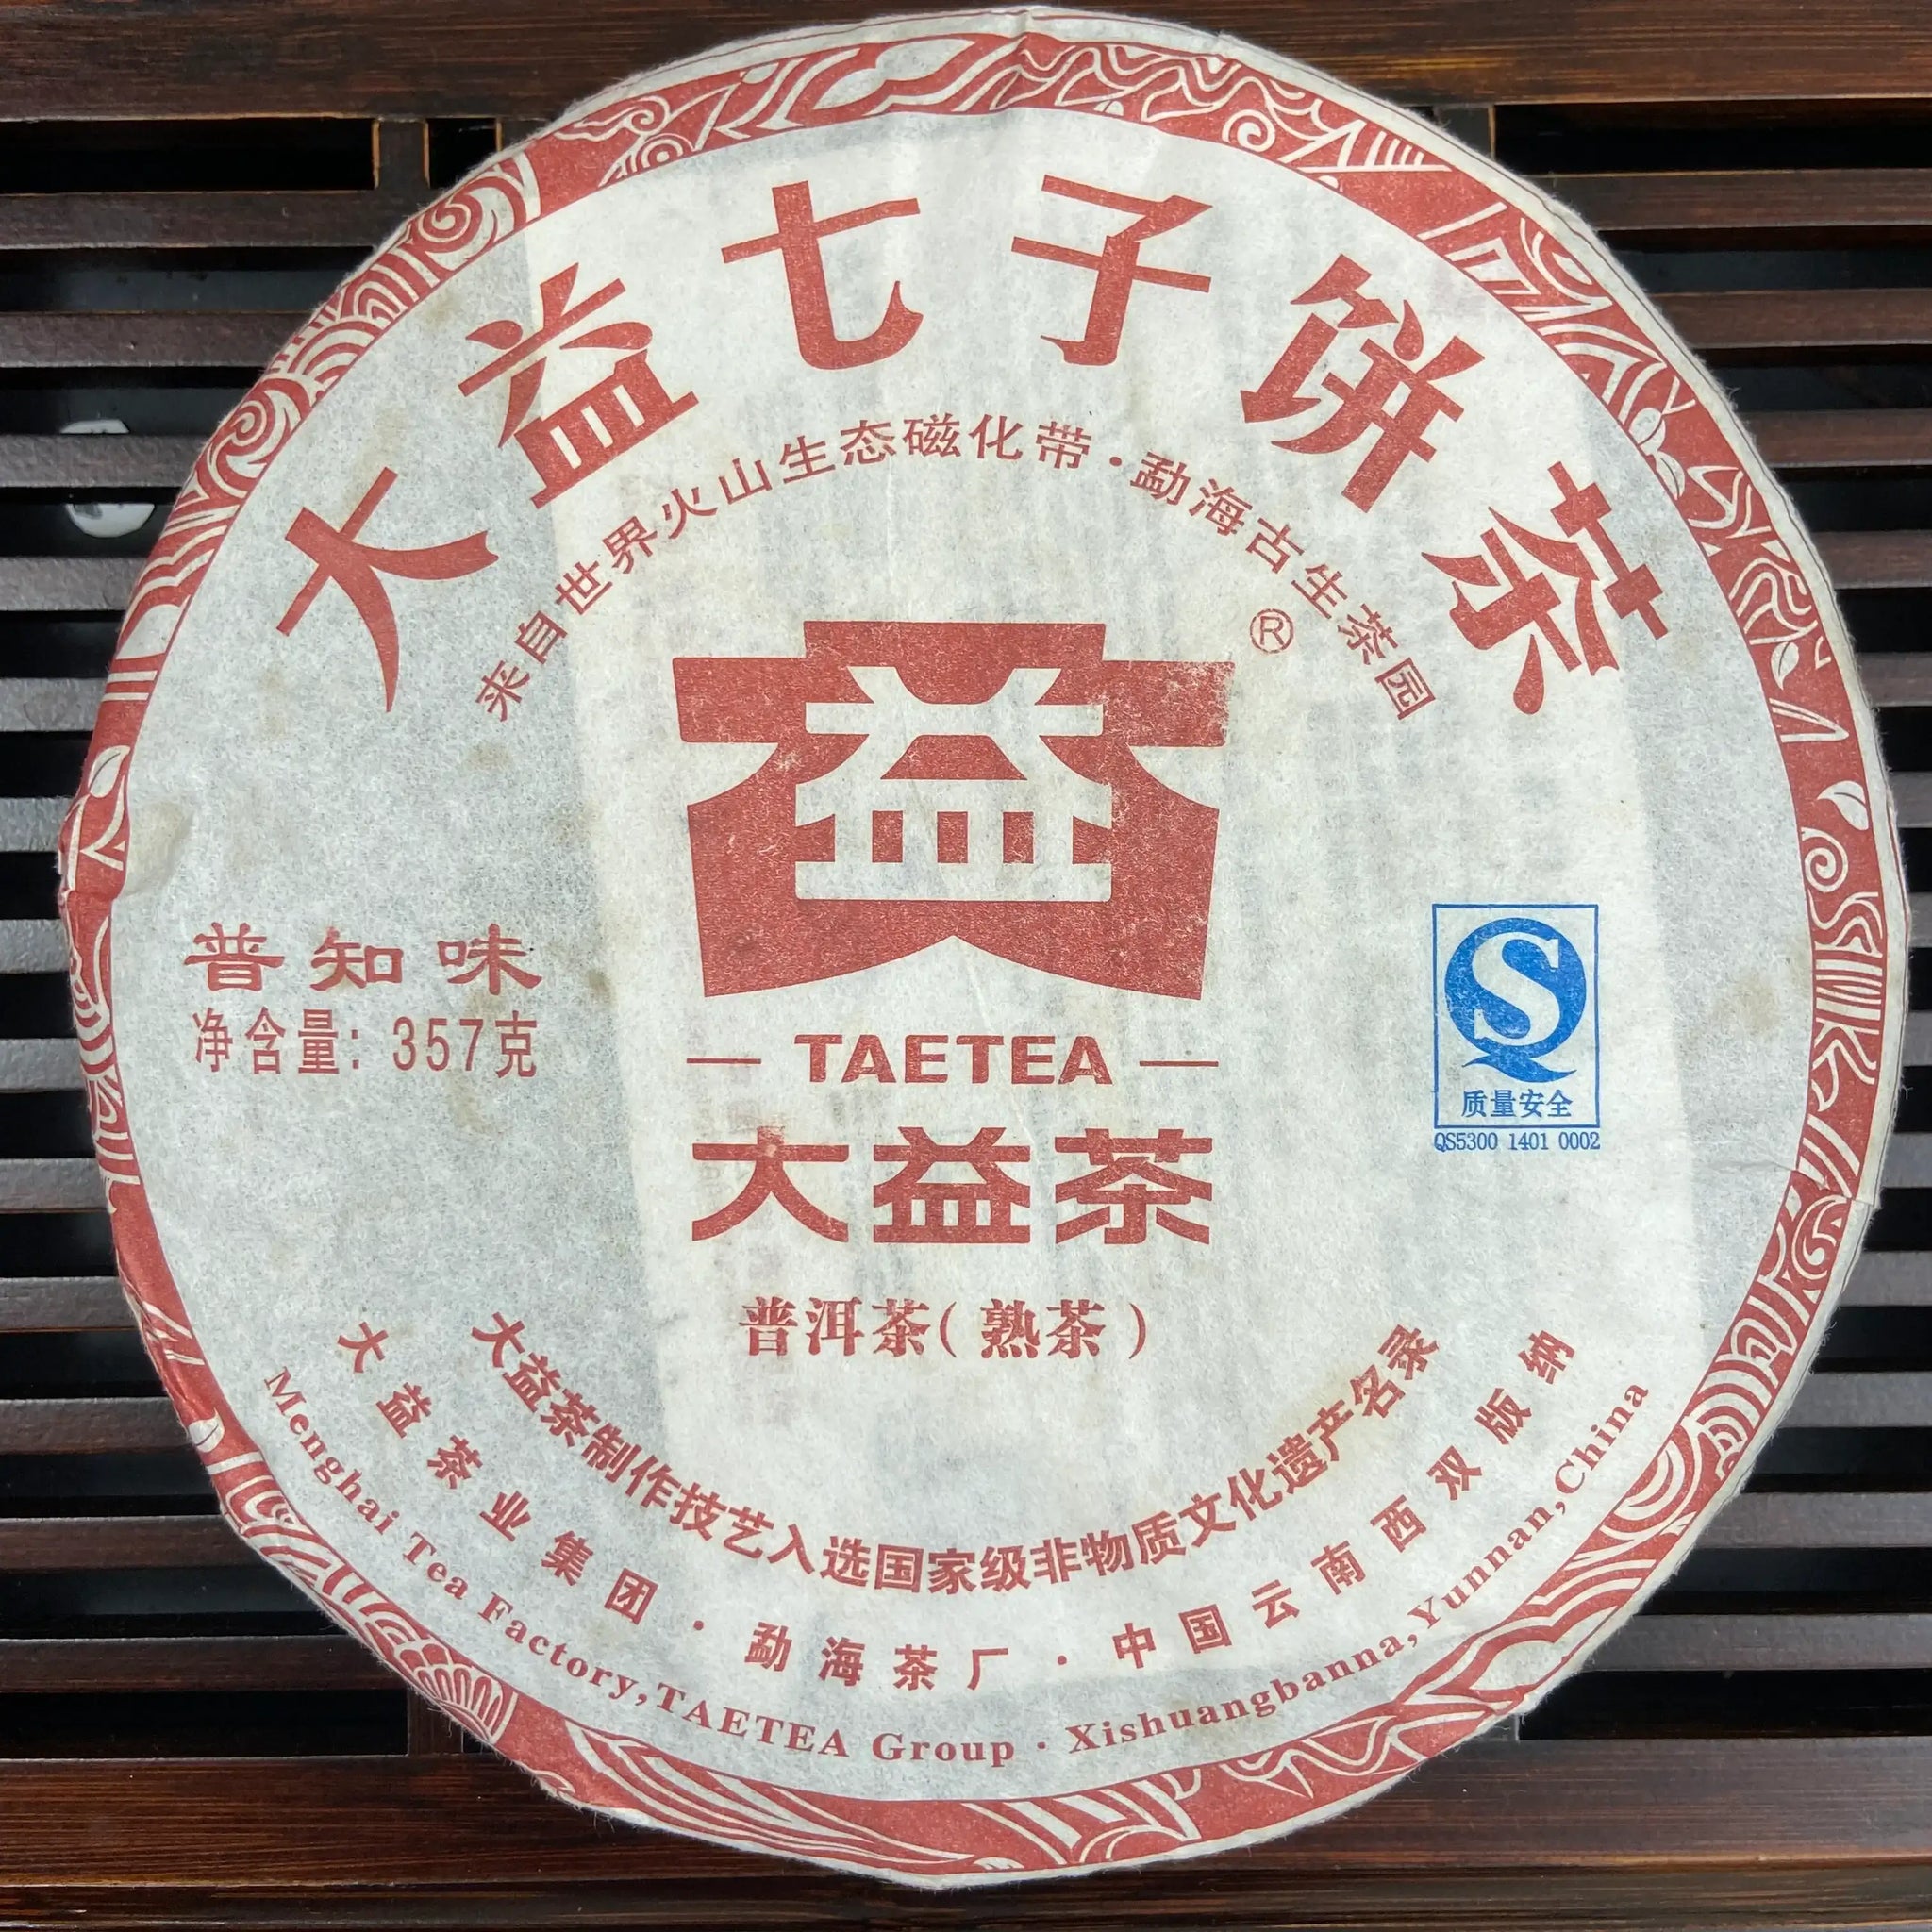 大益七子饼茶
来自世界火山生态磁化带·勐海古生茶园
益
®
普知味
净含量: 357克
TAETEA
大益茶
普洱茶(熟茶)
S
质量安全
QS5300 1401 0002
大益茶制作技艺入选国家级非物质文化遗产名录
大益茶业集团·勐海茶厂·中国云南西双版纳
Menghai Tea Factory,TAETEA Group · Xishuangbanna,Yunnan,China